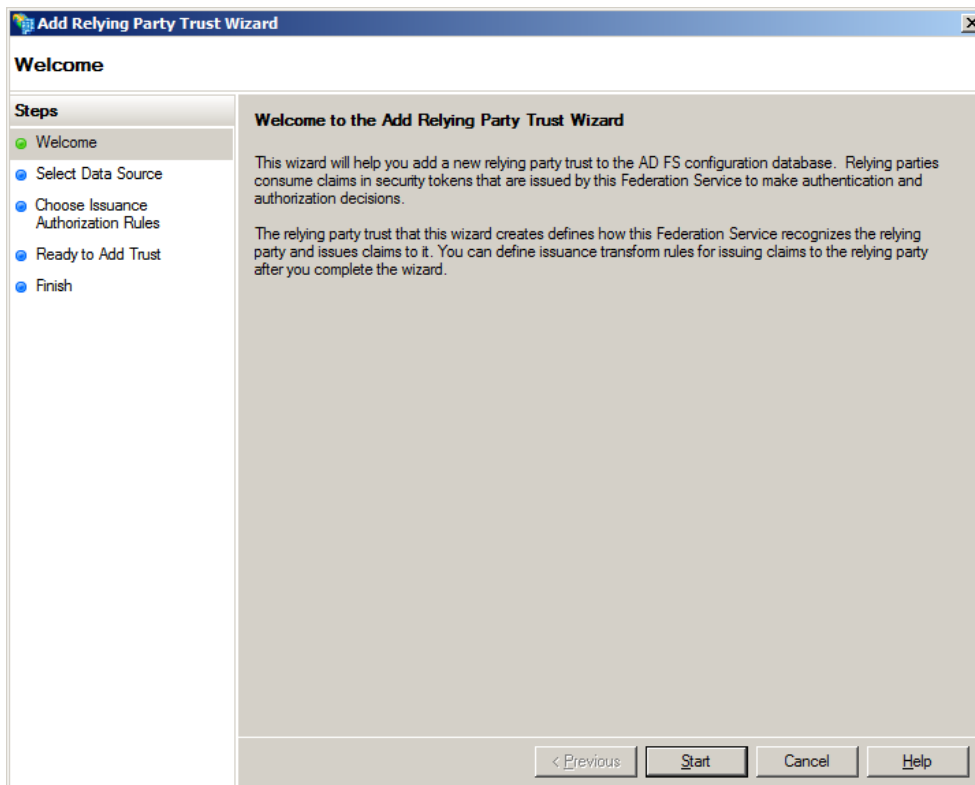 Add Relying Party Trust Wizard
Welcome
Steps
Welcome
Select Data Source
Choose Issuance
Authorization Rules
Ready to Add Trust
Finish
Welcome to the Add Relying Party Trust Wizard
This wizard will help you add a new relying party trust to the AD FS configuration database.  Relying parties
consume claims in security tokens that are issued by this Federation Service to make authentication and
authorization decisions.
The relying party trust that this wizard creates defines how this Federation Service recognizes the relying
party and issues claims to it. You can define issuance transform rules for issuing claims to the relying party
after you complete the wizard.
< Previous
Start
Cancel
Help